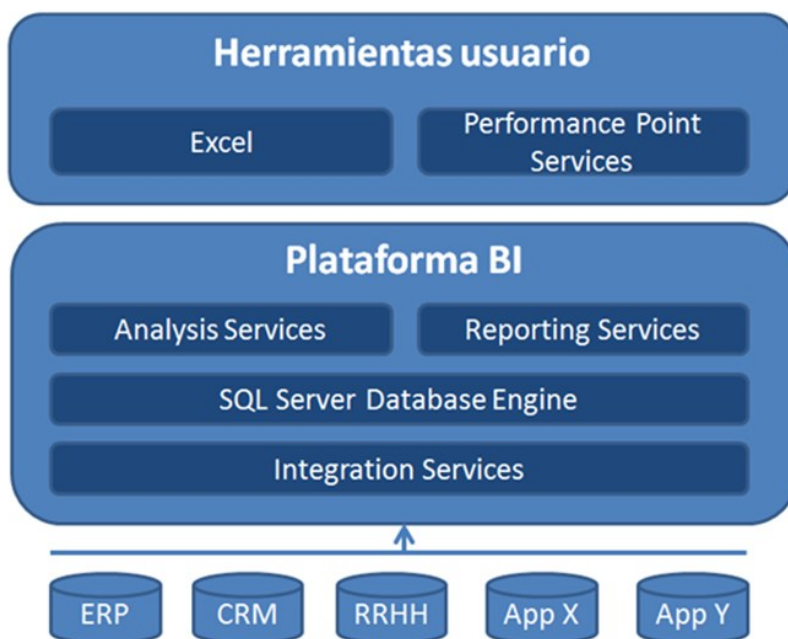 Herramientas usuario
Excel
Performance Point
Services
Plataforma BI
Analysis Services
Reporting Services
SQL Server Database Engine
Integration Services
ERP
CRM
RRHH
App X
App Y